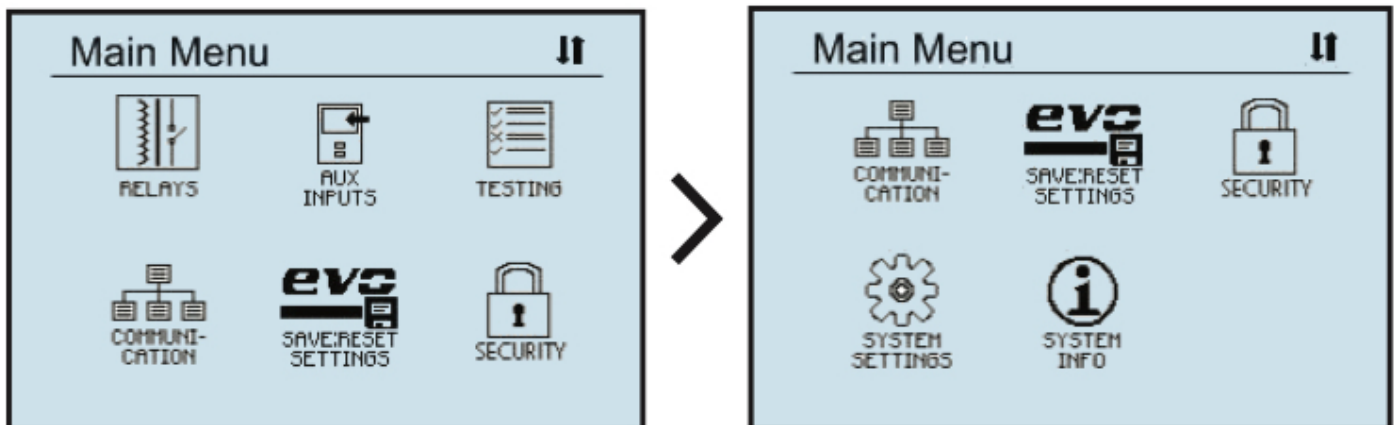 Main Menu
RELAYS
AUX
INPUTS
TESTING
COMMUNI-
CATION
evo
SAVE:RESET
SETTINGS
SECURITY
Main Menu
COMMUNI-
CATION
evo
SAVE:RESET
SETTINGS
SECURITY
SYSTEM
SETTINGS
SYSTEM
INFO